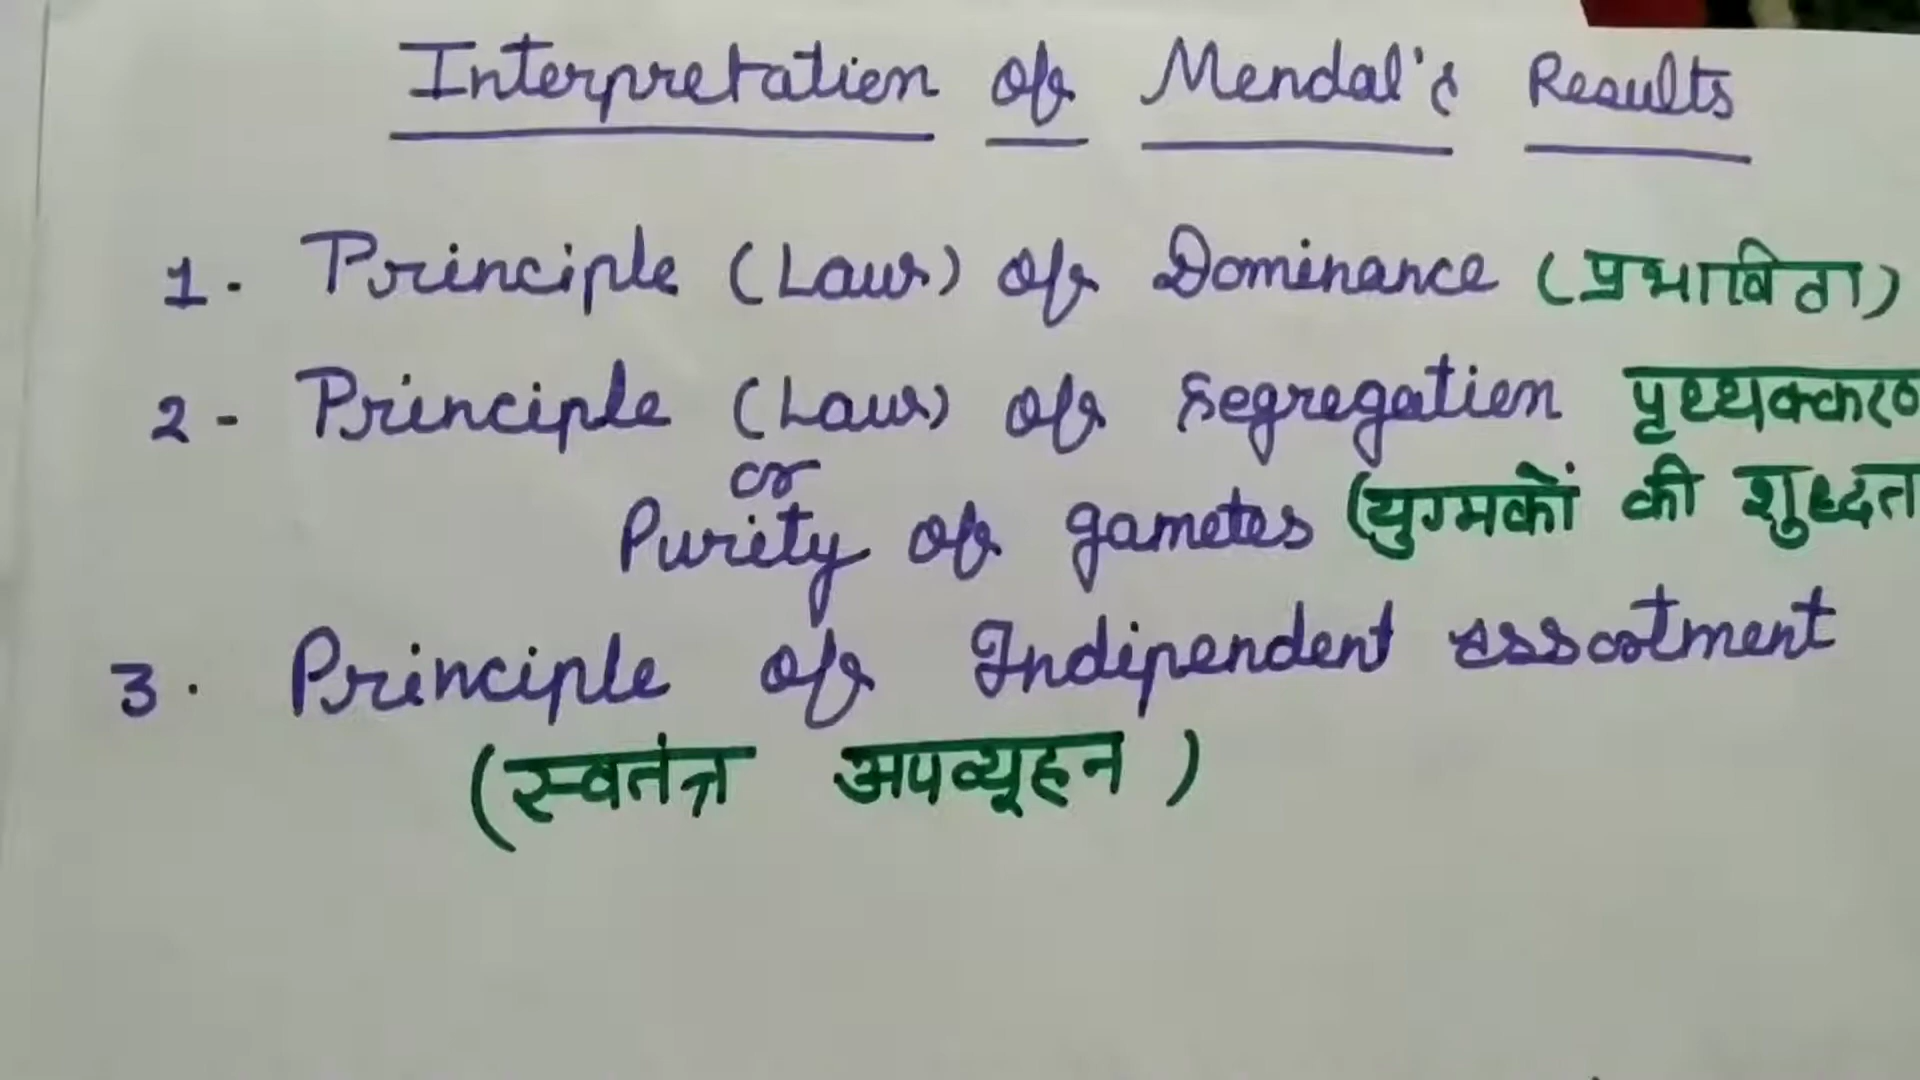 Interpretation of Mendal's Results
1. Principle (Law) of Dominance (प्रभाविता)
2- Principle (Law) of Segregation पृथ्थक्करण
or
Purity of gametes (युग्मकों की शुध्दता
3. Principle of Indipendent assortment
(स्वतंत्र अपव्यूहन)